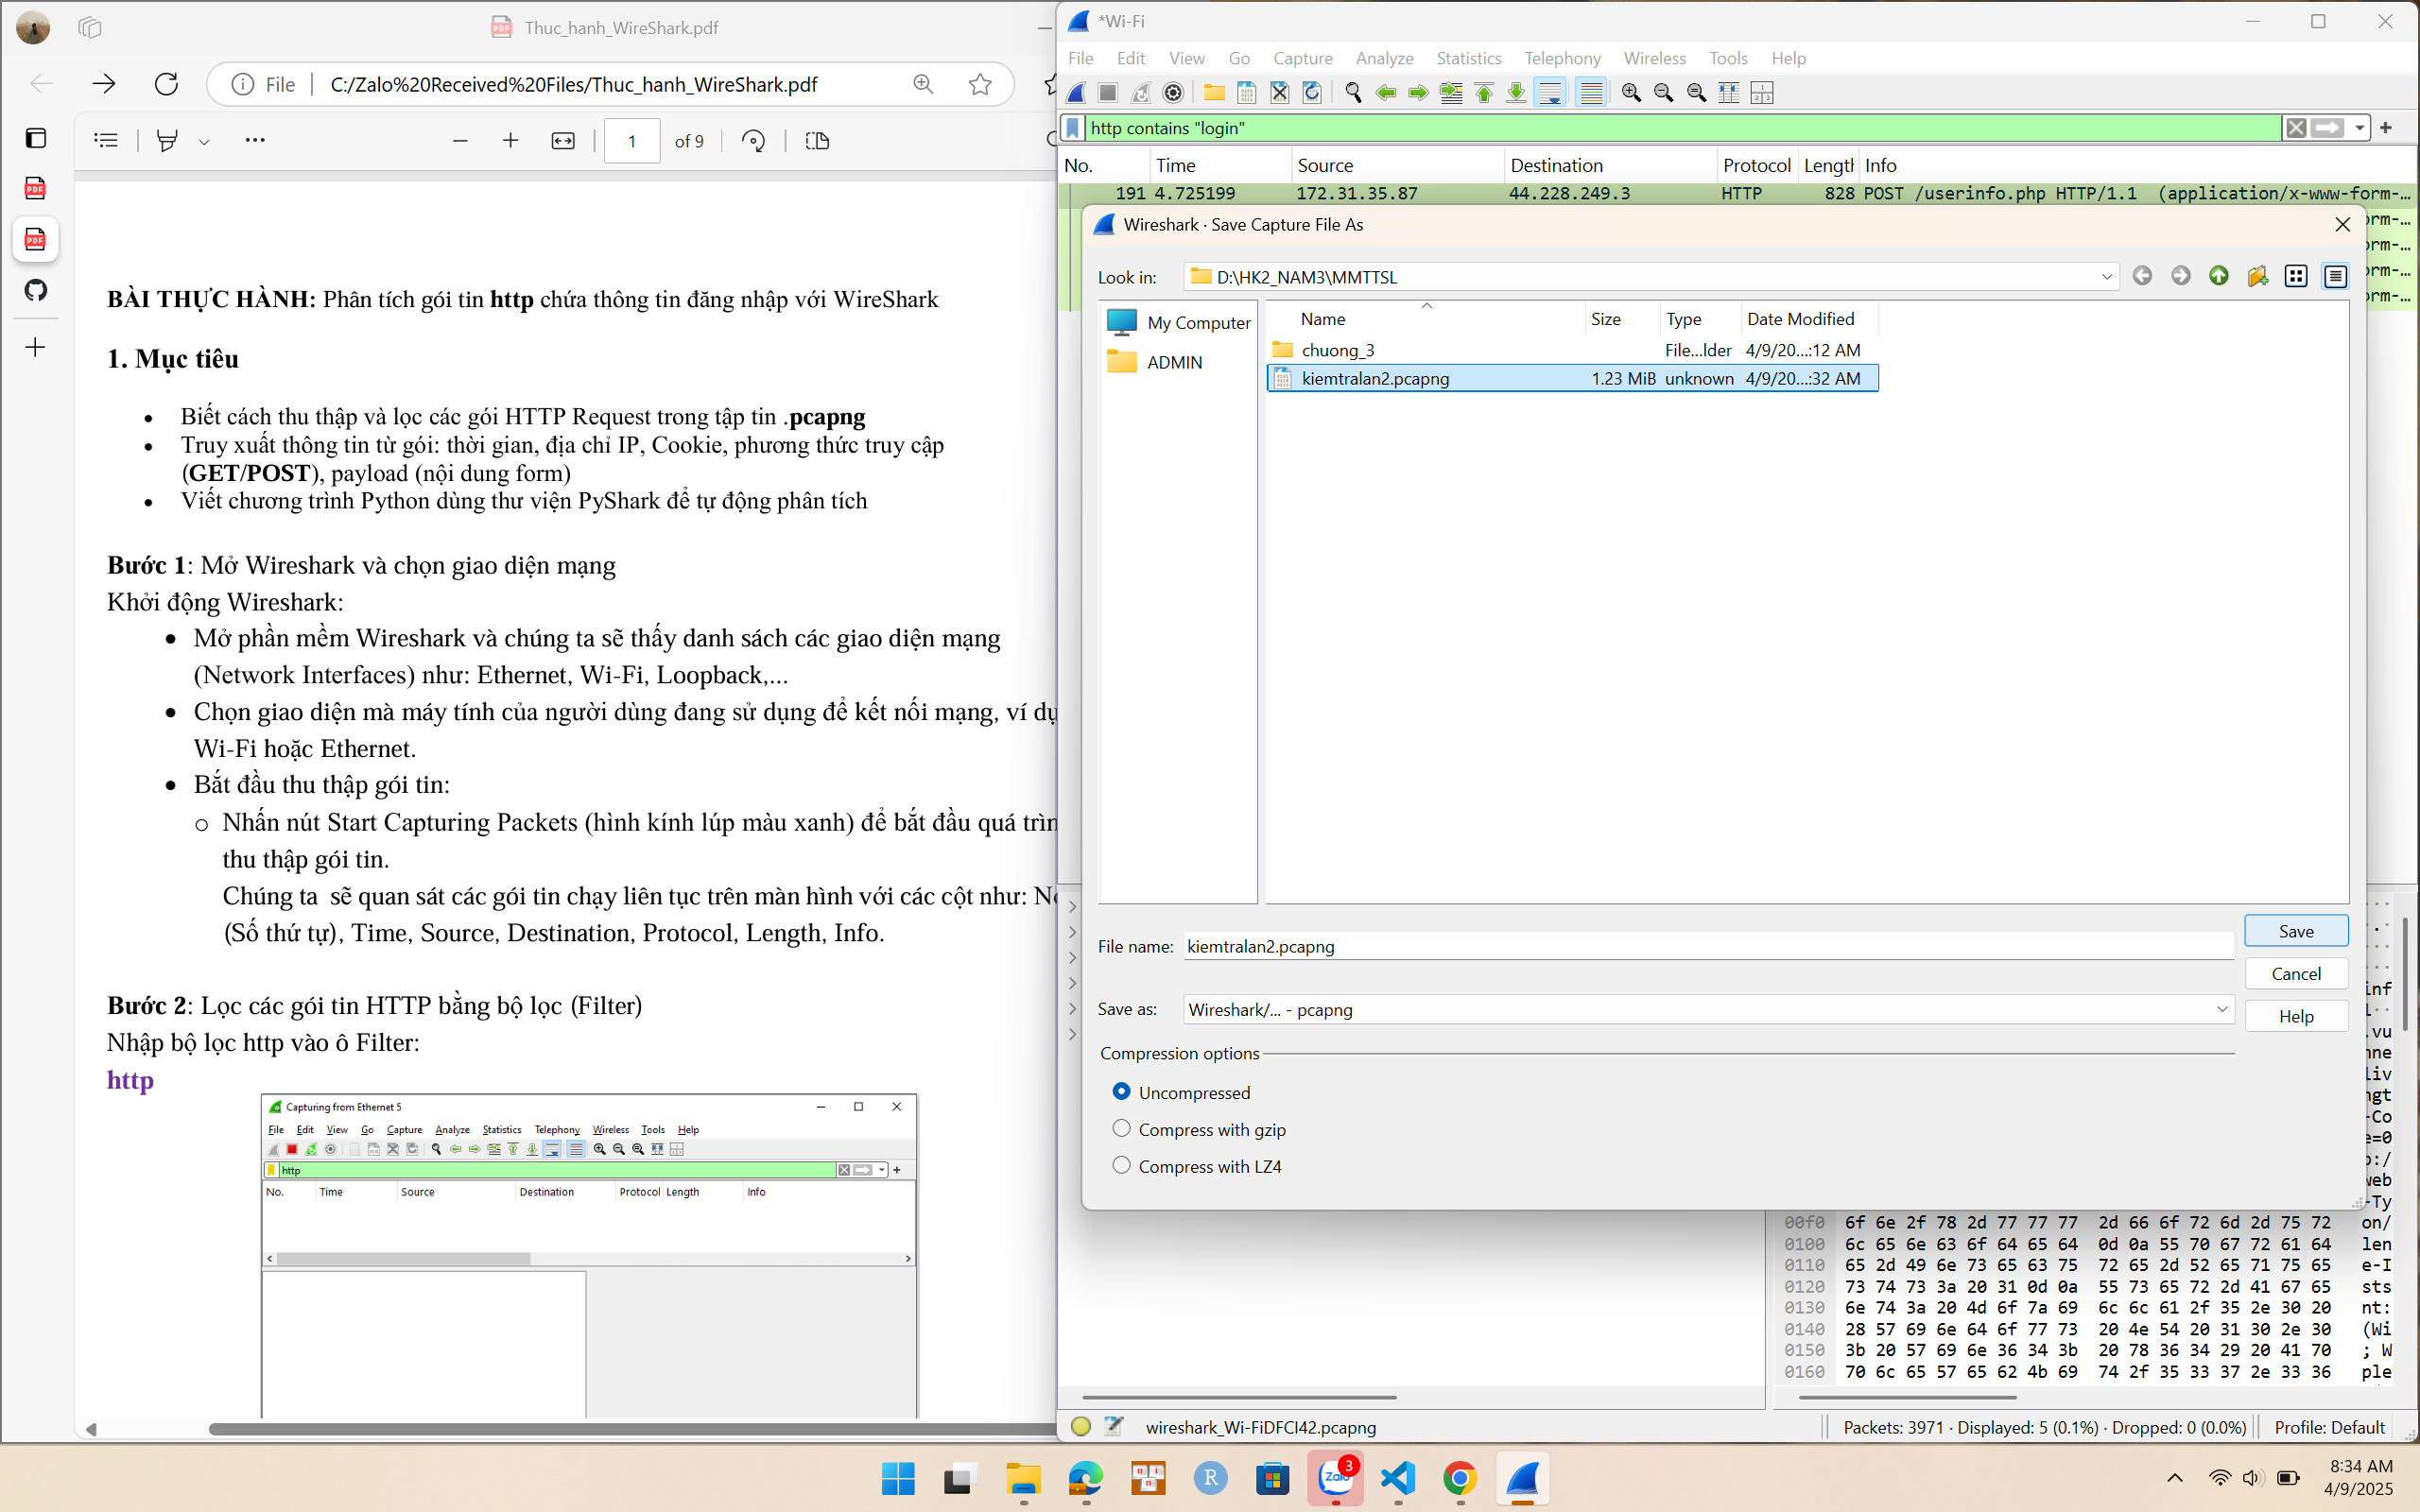 Thuc_hanh_WireShark.pdf
File
C:/Zalo%20Received%20Files/Thuc_hanh_WireShark.pdf
1 of 9
BÀI THỰC HÀNH: Phân tích gói tin http chứa thông tin đăng nhập với WireShark
1. Mục tiêu
Biết cách thu thập và lọc các gói HTTP Request trong tập tin .pcapng
Truy xuất thông tin từ gói: thời gian, địa chỉ IP, Cookie, phương thức truy cập
(GET/POST), payload (nội dung form)
Viết chương trình Python dùng thư viện PyShark để tự động phân tích
Bước 1: Mở Wireshark và chọn giao diện mạng
Khởi động Wireshark:
Mở phần mềm Wireshark và chúng ta sẽ thấy danh sách các giao diện mạng
(Network Interfaces) như: Ethernet, Wi-Fi, Loopback,...
Chọn giao diện mà máy tính của người dùng đang sử dụng để kết nối mạng, ví dụ
Wi-Fi hoặc Ethernet.
Bắt đầu thu thập gói tin:
Nhấn nút Start Capturing Packets (hình kính lúp màu xanh) để bắt đầu quá trìn
thu thập gói tin.
Chúng ta sẽ quan sát các gói tin chạy liên tục trên màn hình với các cột như:
(Số thứ tự), Time, Source, Destination, Protocol, Length, Info.
Bước 2: Lọc các gói tin HTTP bằng bộ lọc (Filter)
Nhập bộ lọc http vào ô Filter:
http
Capturing from Ethernet 5
File Edit View Go Capture Analyze Statistics Telephony Wireless Tools Help
http
No. Time Source Destination Protocol Length Info
*Wi-Fi
File Edit View Go Capture Analyze Statistics Telephony Wireless Tools Help
http contains "login"
No. Time Source Destination Protocol Lengtl Info
191 4.725199 172.31.35.87 44.228.249.3 HTTP 828 POST /userinfo.php HTTP/1.1 (application/x-www-form-…
orm-…
orm-…
orm-…
orm-…
Wireshark · Save Capture File As
Look in: D:\HK2_NAM3\MMTTSL
My Computer
ADMIN
Name Size Type Date Modified
chuong_3 File...lder 4/9/20...:12 AM
kiemtralan2.pcapng 1.23 MiB unknown 4/9/20...:32 AM
File name: kiemtralan2.pcapng
Save
Cancel
Save as: Wireshark/... - pcapng
Help
Compression options
Uncompressed
Compress with gzip
Compress with LZ4
inf
.vu
nne
liv
ngt
-Co
e=0
p:/
web
-Ty
00f0 6f 6e 2f 78 2d 77 77 77 2d 66 6f 72 6d 2d 75 72 on/
0100 6c 65 6e 63 6f 64 65 64 0d 0a 55 70 67 72 61 64 len
0110 65 2d 49 6e 73 65 63 75 72 65 2d 52 65 71 75 65 e-I
0120 73 74 73 3a 20 31 0d 0a 55 73 65 72 2d 41 67 65 sts
0130 6e 74 3a 20 4d 6f 7a 69 6c 6c 61 2f 35 2e 30 20 nt:
0140 28 57 69 6e 64 6f 77 73 20 4e 54 20 31 30 2e 30 (Wi
0150 3b 20 57 69 6e 36 34 3b 20 78 36 34 29 20 41 70 ; W
0160 70 6c 65 57 65 62 4b 69 74 2f 35 33 37 2e 33 36 ple
wireshark_Wi-FiDFCI42.pcapng
Packets: 3971 · Displayed: 5 (0.1%) · Dropped: 0 (0.0%)
Profile: Default
Zalo
3
8:34 AM
4/9/2025